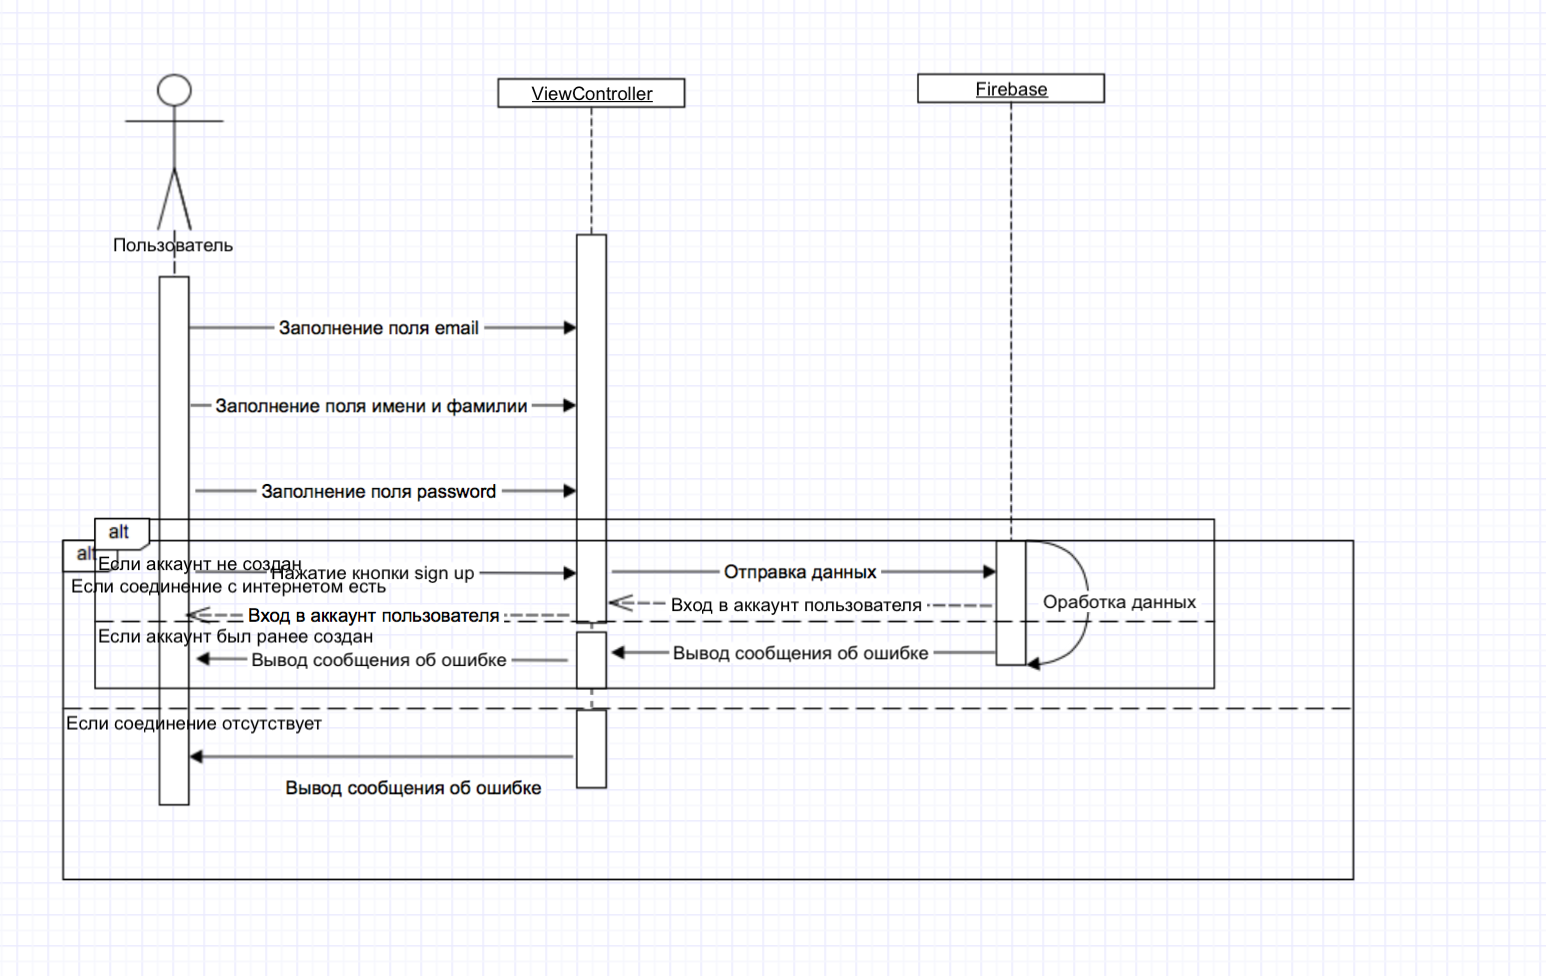 ViewController
Firebase
Пользователь
Заполнение поля email
Заполнение поля имени и фамилии
Заполнение поля password
alt
alt
Если аккаунт не создан
Нажатие кнопки sign up
Отправка данных
Если соединение с интернетом есть
Вход в аккаунт пользователя
Вход в аккаунт пользователя
Оработка данных
Если аккаунт был ранее создан
Вывод сообщения об ошибке
Вывод сообщения об ошибке
Если соединение отсутствует
Вывод сообщения об ошибке